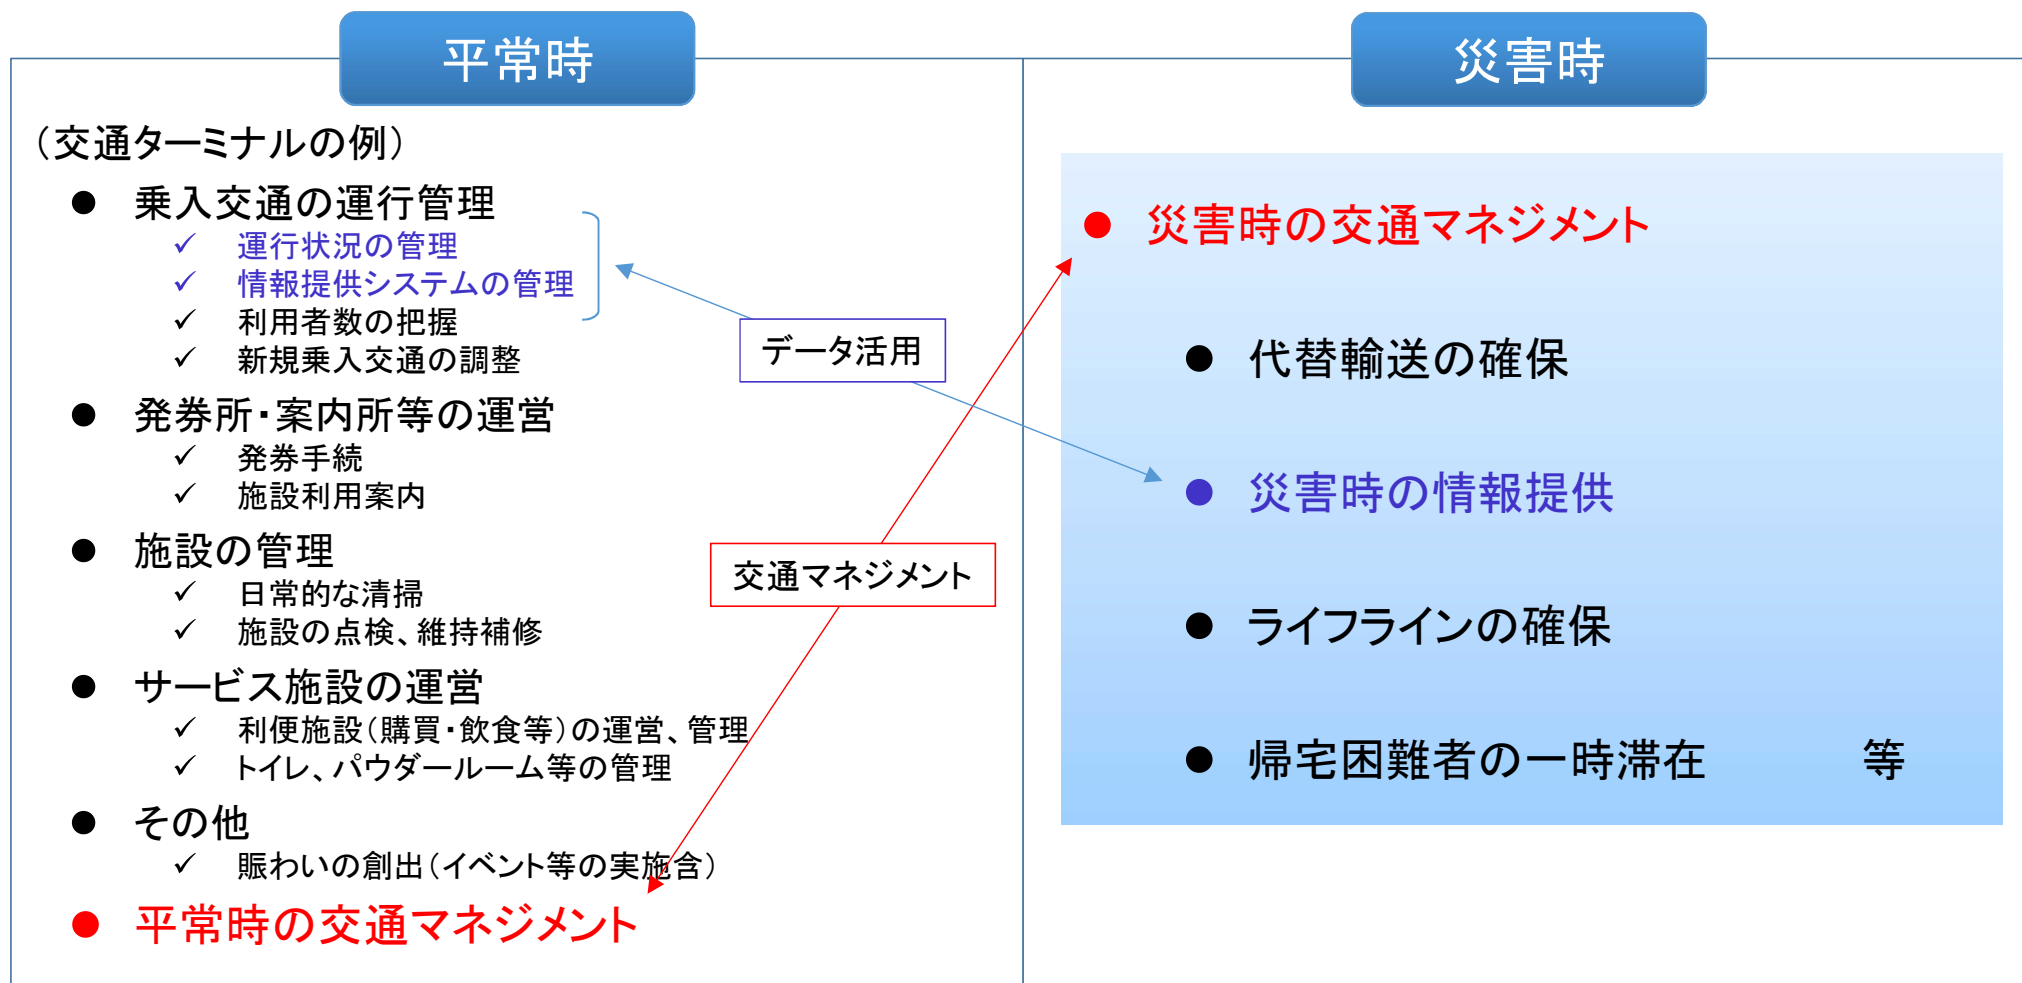 平常時
（交通ターミナルの例）
● 乗入交通の運行管理
✓ 運行状況の管理
✓ 情報提供システムの管理
✓ 利用者数の把握
✓ 新規乗入交通の調整
● 発券所・案内所等の運営
✓ 発券手続
✓ 施設利用案内
● 施設の管理
✓ 日常的な清掃
✓ 施設の点検、維持補修
● サービス施設の運営
✓ 利便施設（購買・飲食等）の運営、管理
✓ トイレ、パウダールーム等の管理
● その他
✓ 賑わいの創出（イベント等の実施含）
● 平常時の交通マネジメント
データ活用
交通マネジメント
災害時
● 災害時の交通マネジメント
● 代替輸送の確保
● 災害時の情報提供
● ライフラインの確保
● 帰宅困難者の一時滞在 等